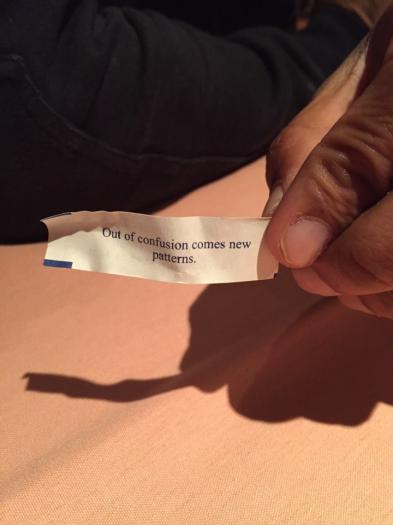 Out of confusion comes new
patterns.